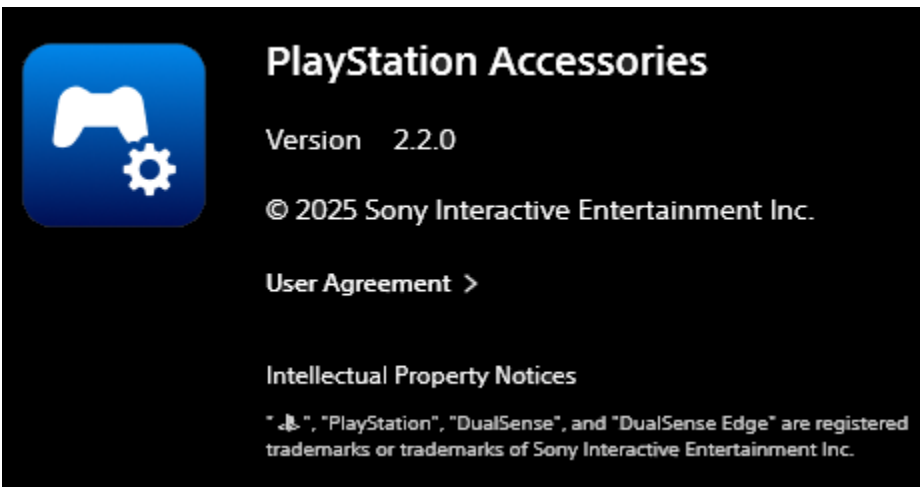 PlayStation Accessories
Version 2.2.0
© 2025 Sony Interactive Entertainment Inc.
User Agreement >
Intellectual Property Notices
" ", "PlayStation", "DualSense", and "DualSense Edge" are registered
trademarks or trademarks of Sony Interactive Entertainment Inc.